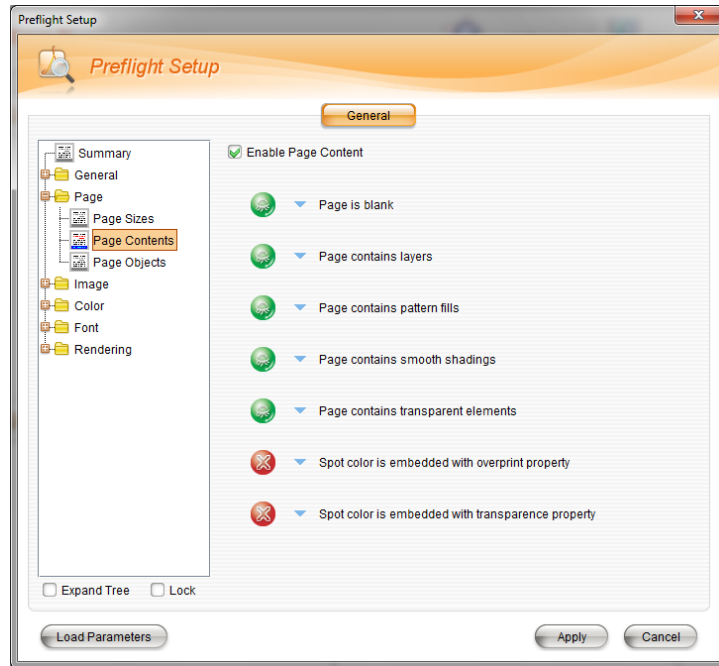 Preflight Setup
Preflight Setup
General
Summary
General
Page
Page Sizes
Page Contents
Page Objects
Image
Color
Font
Rendering
Enable Page Content
Page is blank
Page contains layers
Page contains pattern fills
Page contains smooth shadings
Page contains transparent elements
Spot color is embedded with overprint property
Spot color is embedded with transparence property
Expand Tree
Lock
Load Parameters
Apply
Cancel